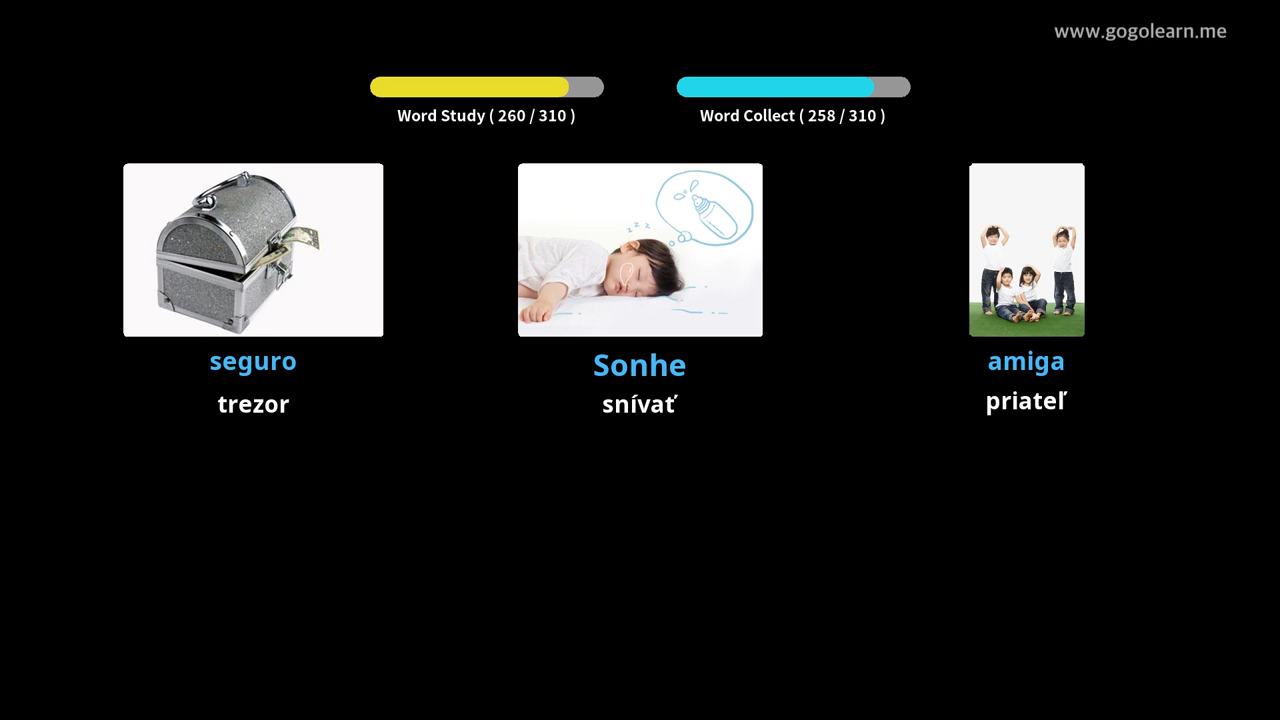 www.gogolearn.me
Word Study ( 260 / 310 )
Word Collect ( 258 / 310 )
seguro
trezor
Sonhe
snívať
amiga
priateľ